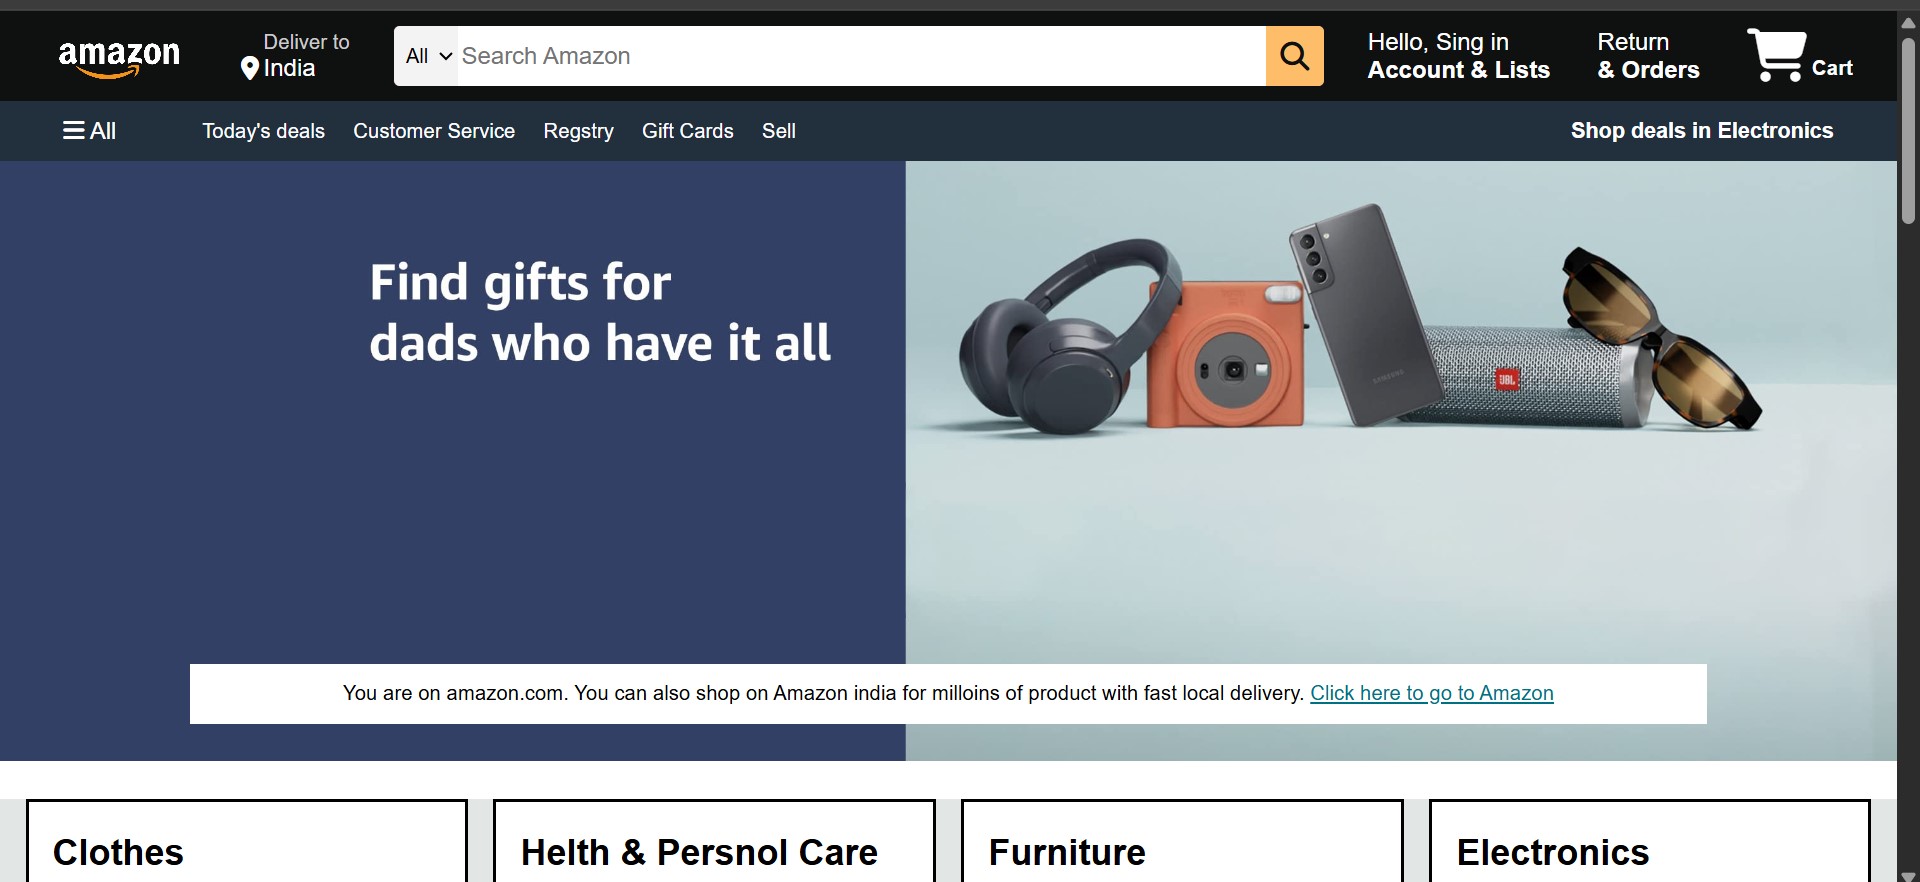 amazon
Deliver to
India
All
Search Amazon
Hello, Sing in
Account & Lists
Return
& Orders
Cart
All
Today's deals
Customer Service
Regstry
Gift Cards
Sell
Shop deals in Electronics
Find gifts for
dads who have it all
SAMSUNG
JBL
You are on amazon.com. You can also shop on Amazon india for milloins of product with fast local delivery. Click here to go to Amazon
Clothes
Helth & Persnol Care
Furniture
Electronics